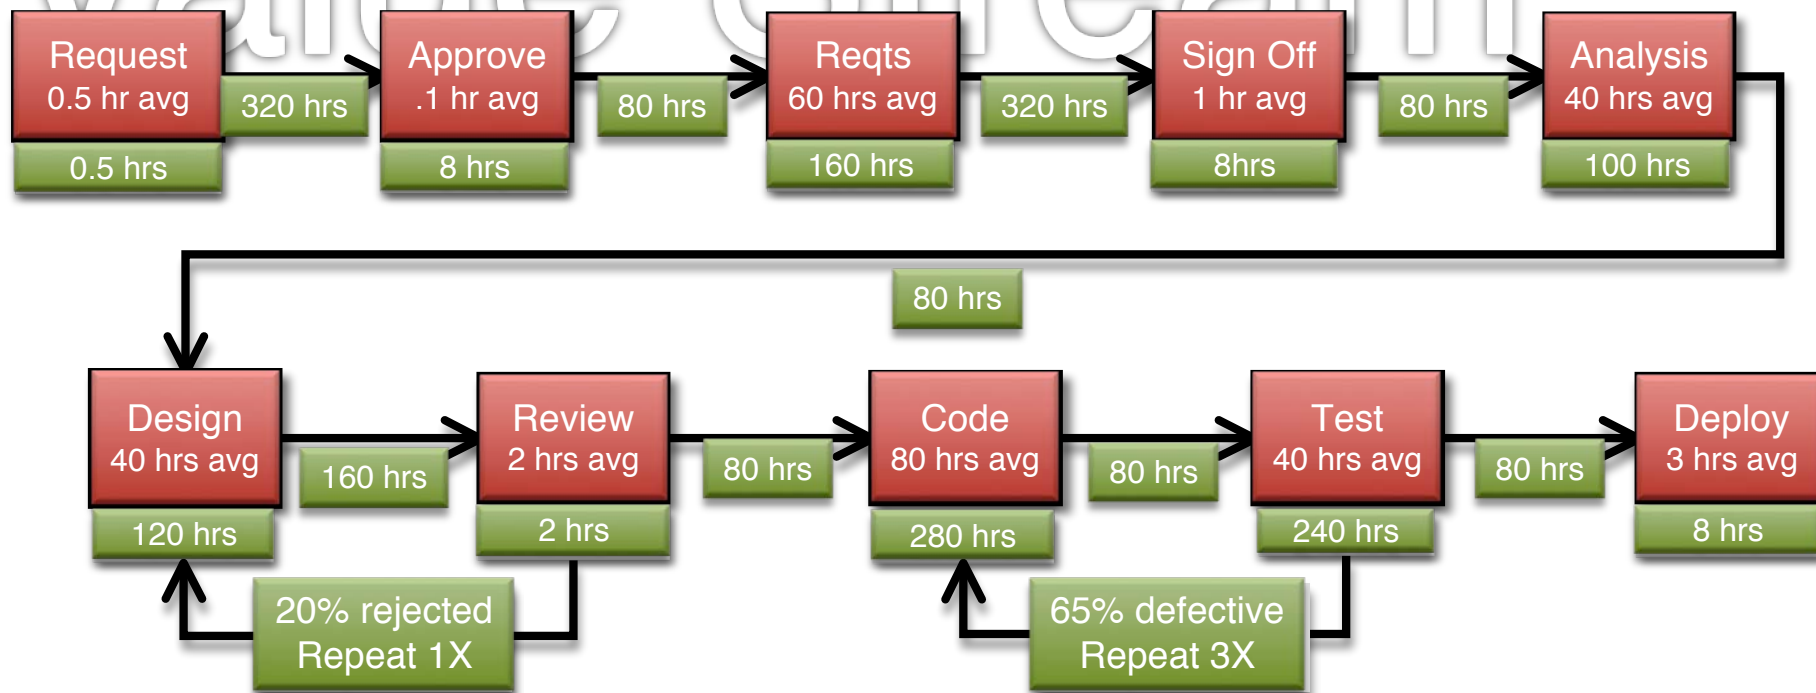 Request
0.5 hr avg
0.5 hrs
320 hrs
Approve
.1 hr avg
8 hrs
80 hrs
Reqts
60 hrs avg
160 hrs
320 hrs
Sign Off
1 hr avg
8hrs
80 hrs
Analysis
40 hrs avg
100 hrs
80 hrs
Design
40 hrs avg
120 hrs
160 hrs
Review
2 hrs avg
2 hrs
80 hrs
Code
80 hrs avg
280 hrs
80 hrs
Test
40 hrs avg
240 hrs
80 hrs
Deploy
3 hrs avg
8 hrs
20% rejected
Repeat 1X
65% defective
Repeat 3X